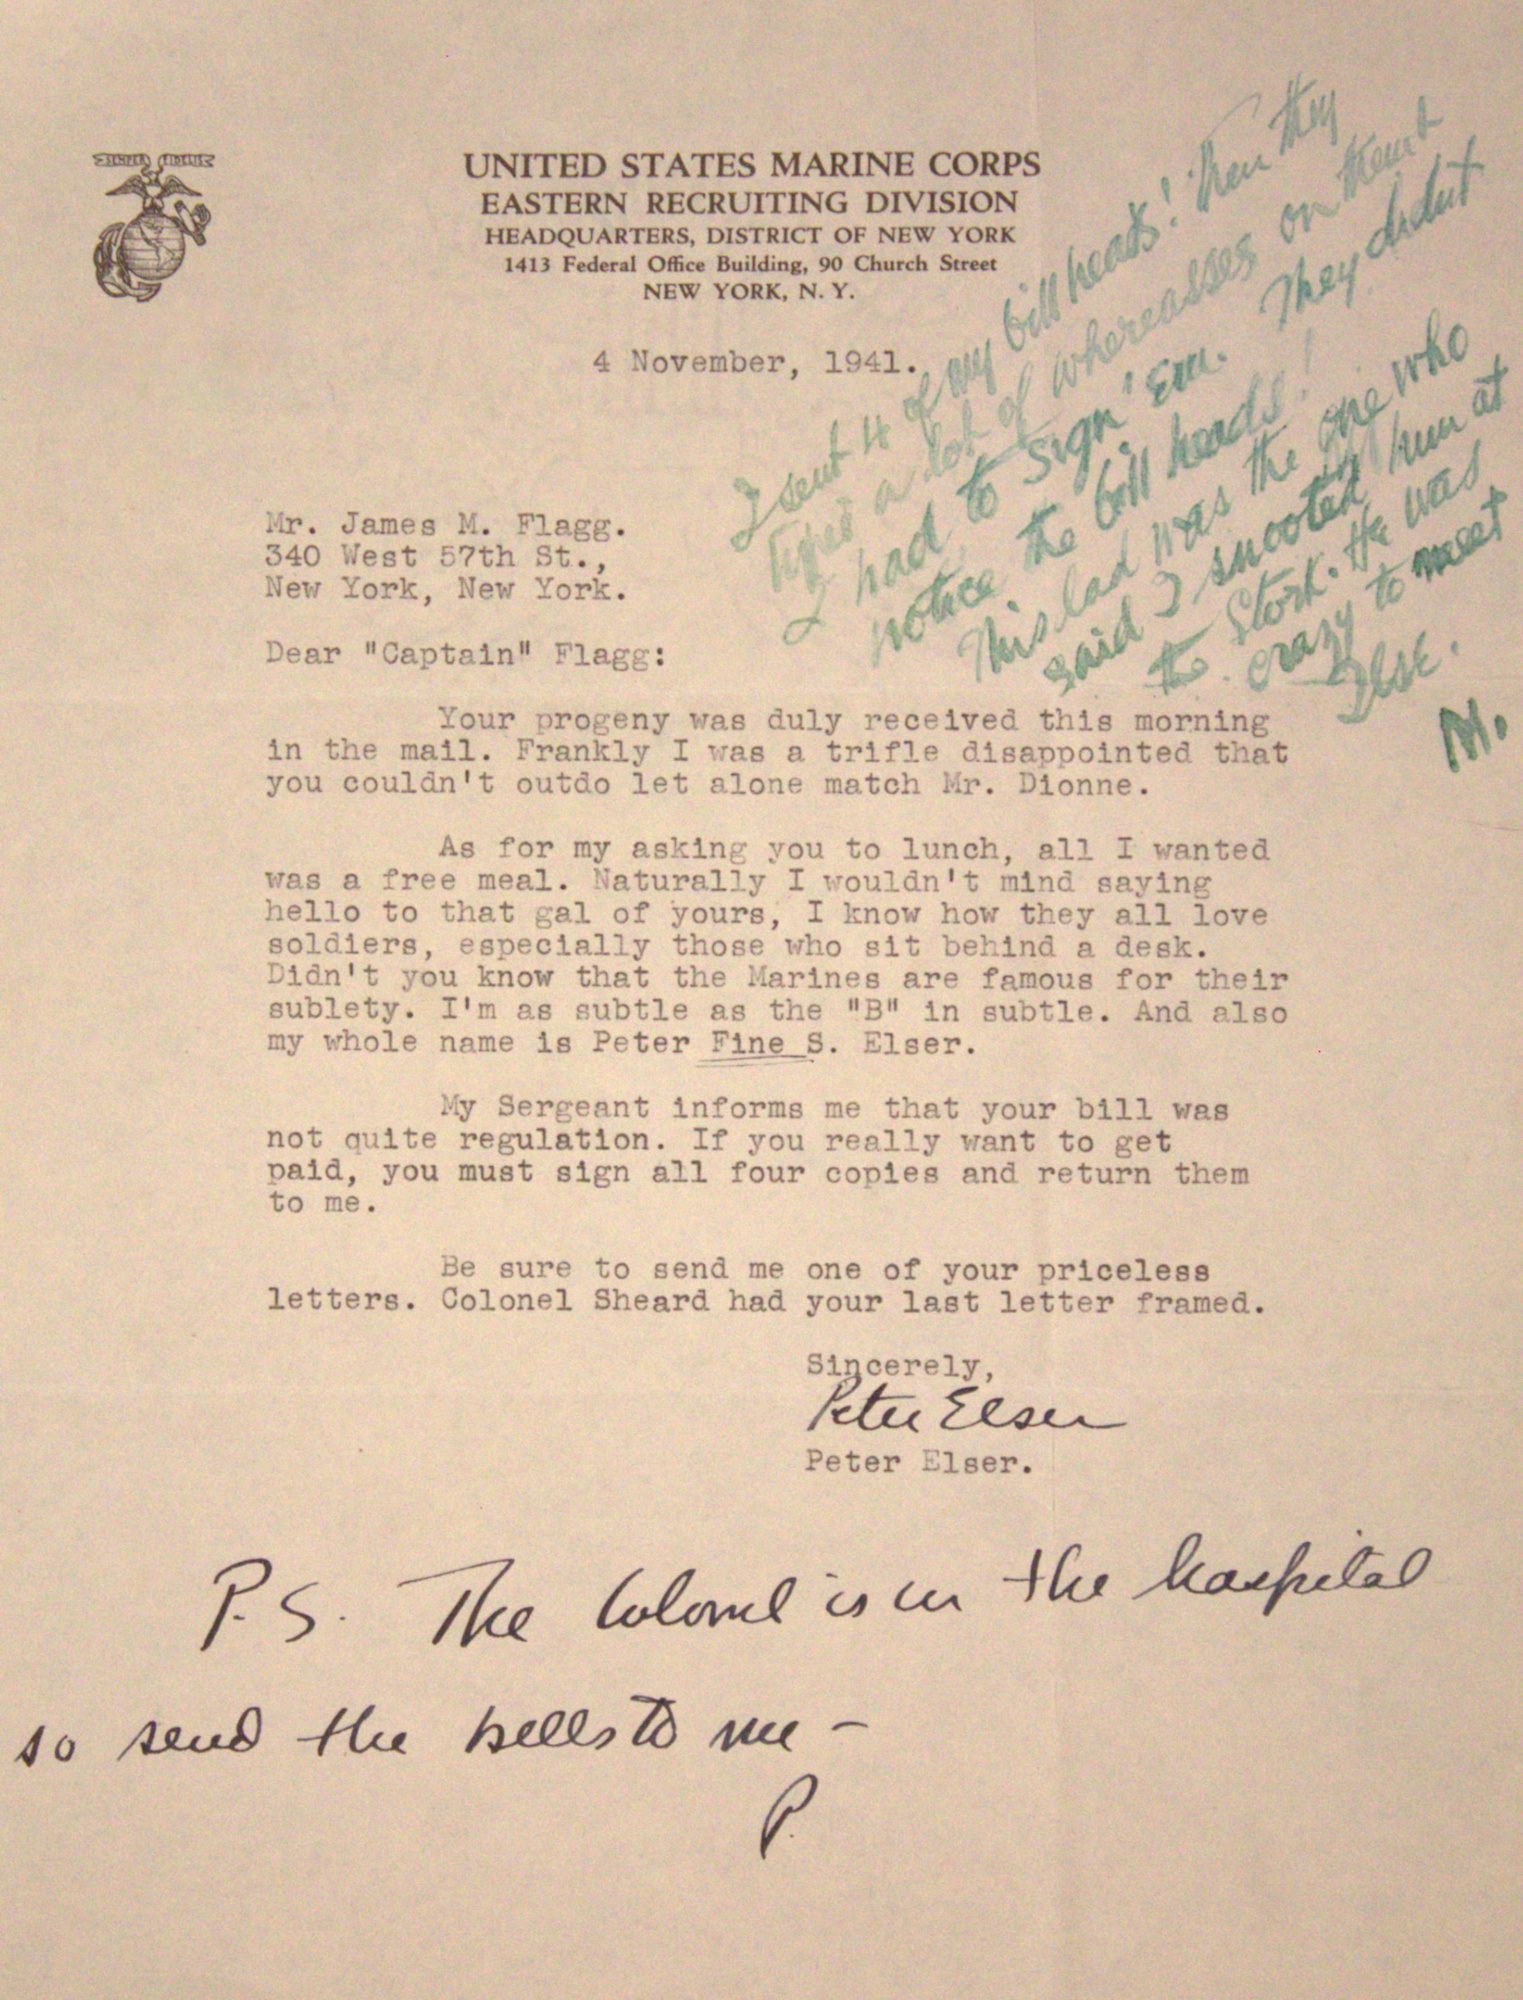 SEMPER FIDELIS
UNITED STATES MARINE CORPS
EASTERN RECRUITING DIVISION
HEADQUARTERS, DISTRICT OF NEW YORK
1413 Federal Office Building, 90 Church Street
NEW YORK, N. Y.
4 November, 1941.
I sent 4 of my bill heads! Then they
typed a lot of whereasses on them &
I had to sign 'em. They didn't
notice the bill heads!
This lad was the one who
said I snooted him at
the Stork. He was
crazy to meet
Ilse.
M.
Mr. James M. Flagg.
340 West 57th St.,
New York, New York.
Dear "Captain" Flagg:
Your progeny was duly received this morning
in the mail. Frankly I was a trifle disappointed that
you couldn't outdo let alone match Mr. Dionne.
As for my asking you to lunch, all I wanted
was a free meal. Naturally I wouldn't mind saying
hello to that gal of yours, I know how they all love
soldiers, especially those who sit behind a desk.
Didn't you know that the Marines are famous for their
sublety. I'm as subtle as the "B" in subtle. And also
my whole name is Peter Fine S. Elser.
My Sergeant informs me that your bill was
not quite regulation. If you really want to get
paid, you must sign all four copies and return them
to me.
Be sure to send me one of your priceless
letters. Colonel Sheard had your last letter framed.
Sincerely,
Peter Elser
Peter Elser.
P.S. The Colonel is in the hospital
so send the bills to me –
P.